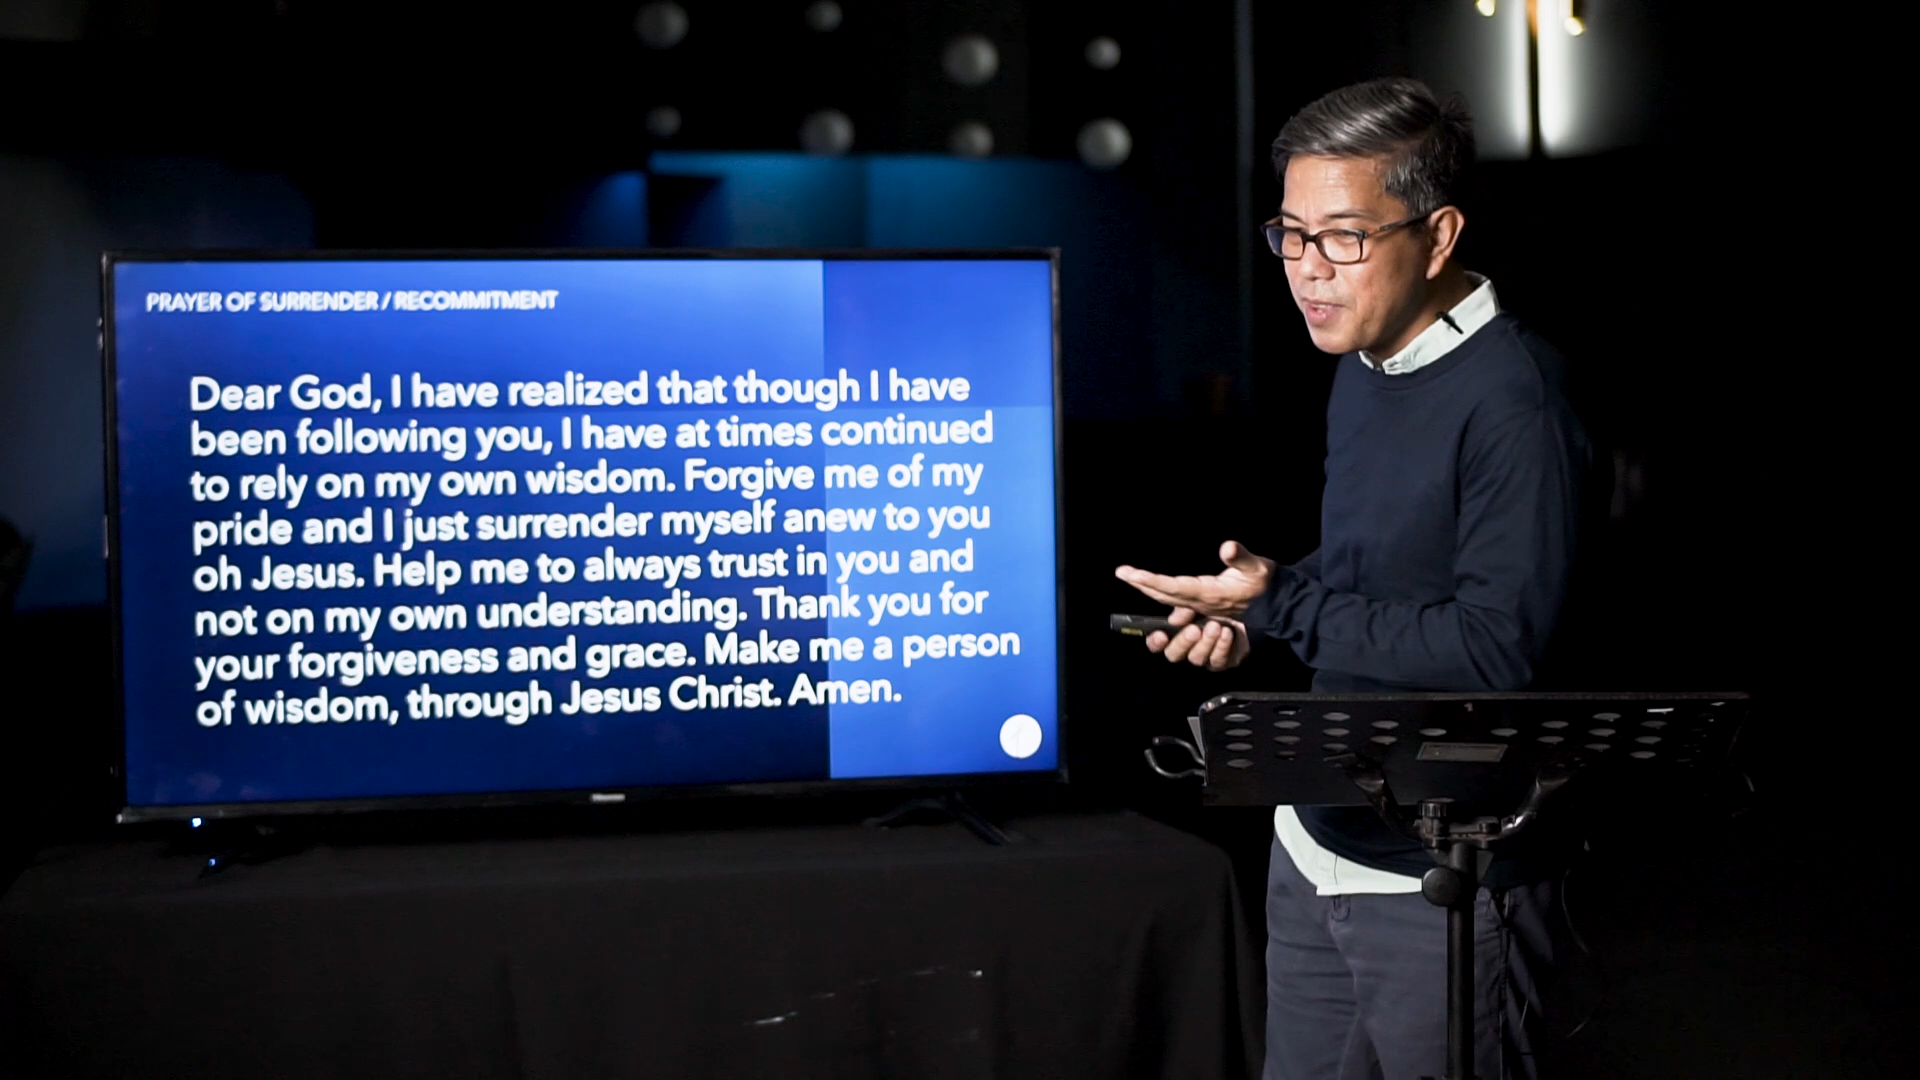 PRAYER OF SURRENDER / RECOMMITMENT
Dear God, I have realized that though I have
been following you, I have at times continued
to rely on my own wisdom. Forgive me of my
pride and I just surrender myself anew to you
oh Jesus. Help me to always trust in you and
not on my own understanding. Thank you for
your forgiveness and grace. Make me a person
of wisdom, through Jesus Christ. Amen.
Hisense